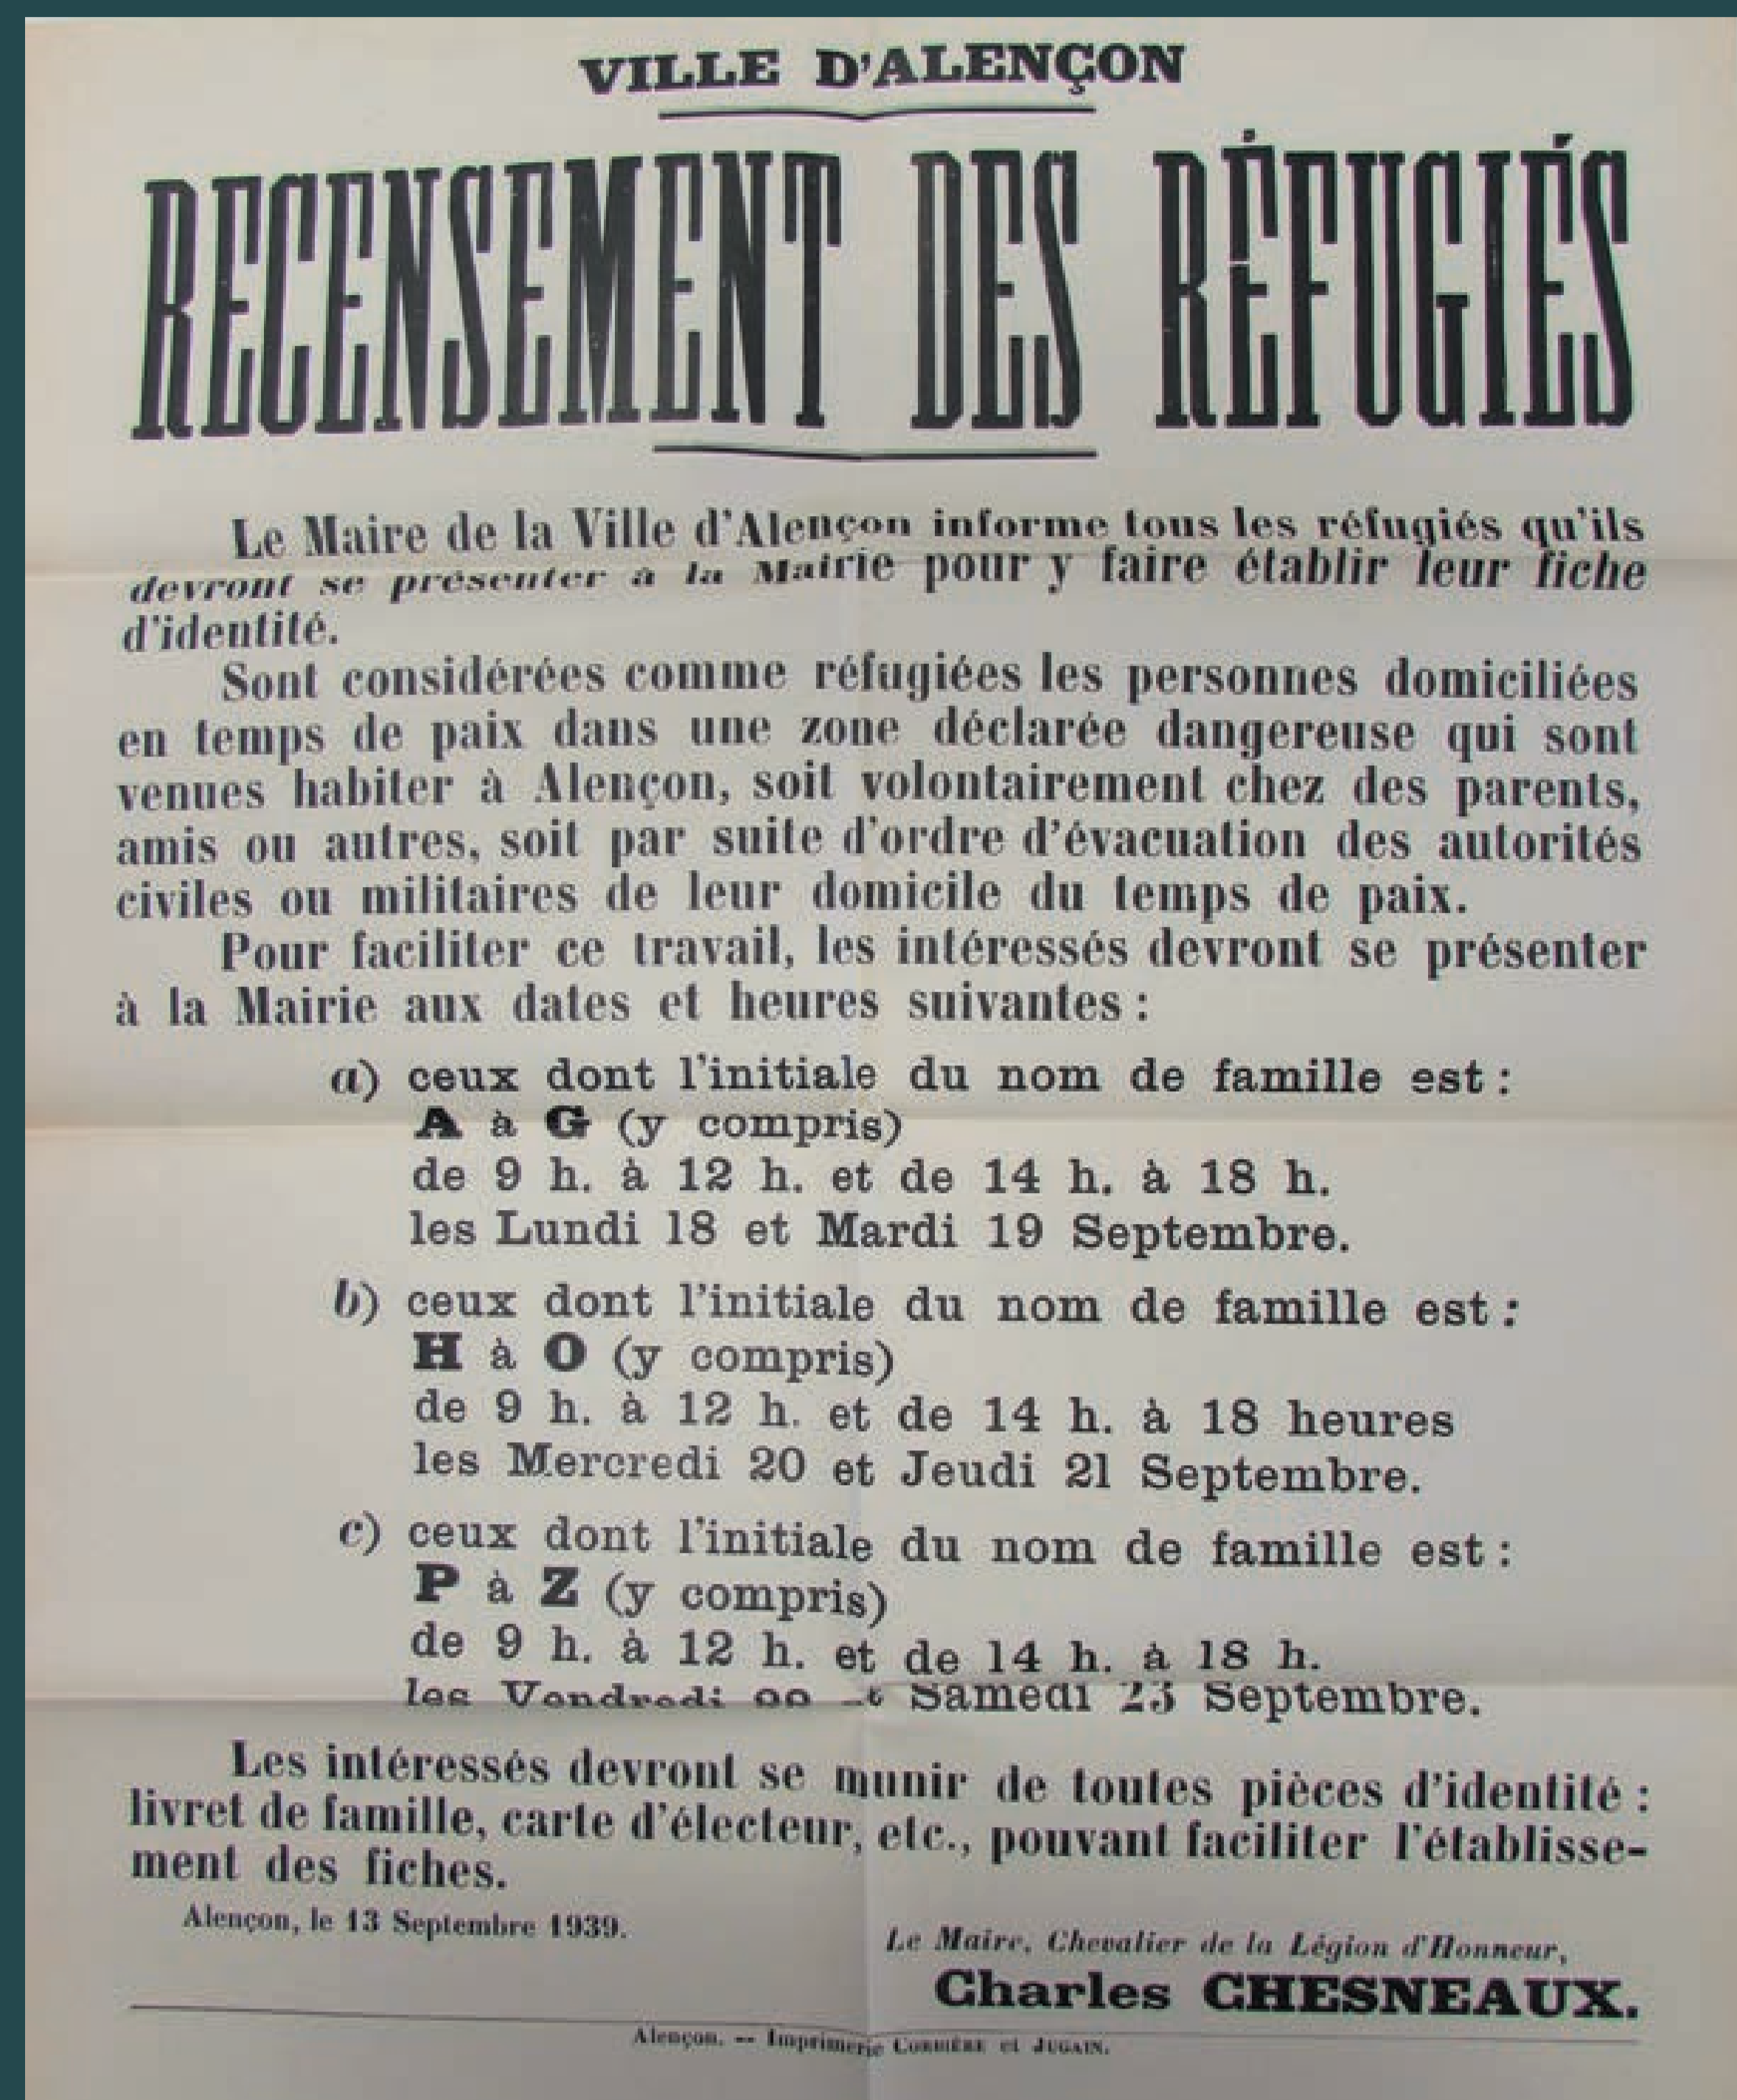 VILLE D'ALENÇON
RECENSEMENT DES RÉFUGIÉS
Le Maire de la Ville d'Alençon informe tous les réfugiés qu'ils
devront se présenter à la Mairie pour y faire établir leur fiche
d'identité.
Sont considérées comme réfugiées les personnes domiciliées
en temps de paix dans une zone déclarée dangereuse qui sont
venues habiter à Alençon, soit volontairement chez des parents,
amis ou autres, soit par suite d'ordre d'évacuation des autorités
civiles ou militaires de leur domicile du temps de paix.
Pour faciliter ce travail, les intéressés devront se présenter
à la Mairie aux dates et heures suivantes :
a) ceux dont l'initiale du nom de famille est :
A à G (y compris)
de 9 h. à 12 h. et de 14 h. à 18 h.
les Lundi 18 et Mardi 19 Septembre.
b) ceux dont l'initiale du nom de famille est :
H à O (y compris)
de 9 h. à 12 h. et de 14 h. à 18 heures
les Mercredi 20 et Jeudi 21 Septembre.
c) ceux dont l'initiale du nom de famille est :
P à Z (y compris)
de 9 h. à 12 h. et de 14 h. à 18 h.
les Vendredi 22 et Samedi 23 Septembre.
Les intéressés devront se munir de toutes pièces d'identité :
livret de famille, carte d'électeur, etc., pouvant faciliter l'établisse-
ment des fiches.
Alençon, le 13 Septembre 1939.
Le Maire, Chevalier de la Légion d'Honneur,
Charles CHESNEAUX.
Alençon. -- Imprimerie CORBIÈRE et JUGAIN.